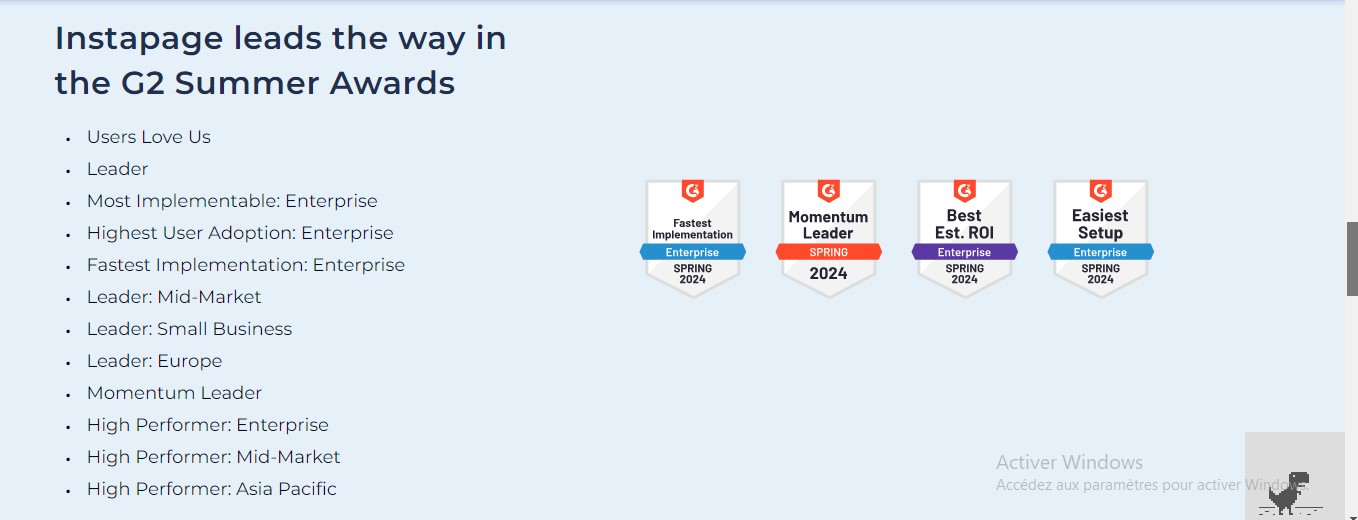 Instapage leads the way in
the G2 Summer Awards
• Users Love Us
• Leader
• Most Implementable: Enterprise
• Highest User Adoption: Enterprise
• Fastest Implementation: Enterprise
• Leader: Mid-Market
• Leader: Small Business
• Leader: Europe
• Momentum Leader
• High Performer: Enterprise
• High Performer: Mid-Market
• High Performer: Asia Pacific
G2
Fastest
Implementation
Enterprise
SPRING
2024
G2
Momentum
Leader
SPRING
2024
G2
Best
Est. ROI
Enterprise
SPRING
2024
G2
Easiest
Setup
Enterprise
SPRING
2024
Activer Windows
Accédez aux paramètres pour activer Windows.